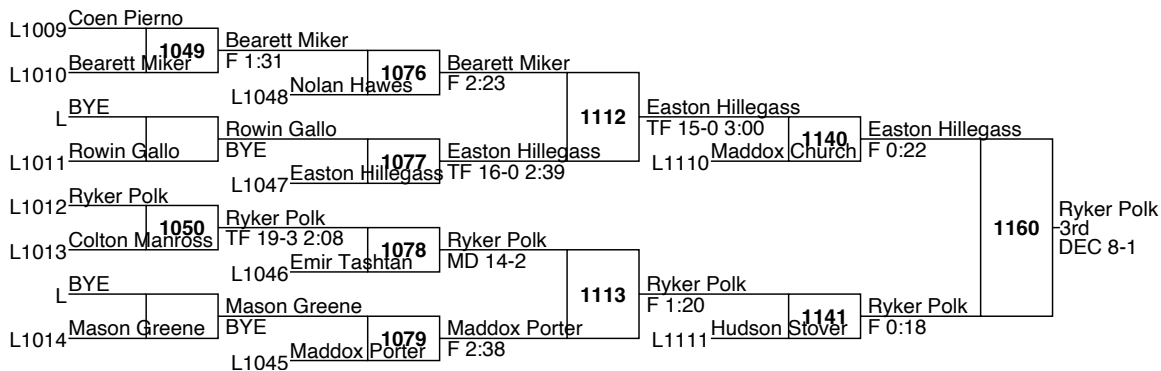 Coen Pierno
L1009
1049
Bearett Miker
F 1:31
L1010
Bearett Miker
1076
Bearett Miker
F 2:23
L1048
Nolan Hawes
BYE
L
1112
Easton Hillegass
TF 15-0 3:00
Rowin Gallo
BYE
1140
Easton Hillegass
F 0:22
L1011
Rowin Gallo
1077
Easton Hillegass
TF 16-0 2:39
L1110
Maddox Church
L1047
Easton Hillegass
L1012
Ryker Polk
1050
Ryker Polk
TF 19-3 2:08
1160
Ryker Polk
3rd
DEC 8-1
L1013
Colton Manross
1078
Ryker Polk
MD 14-2
L1046
Emir Tashtan
BYE
L
1113
Ryker Polk
F 1:20
Mason Greene
BYE
1141
Ryker Polk
F 0:18
L1014
Mason Greene
1079
Maddox Porter
F 2:38
L1111
Hudson Stover
L1045
Maddox Porter